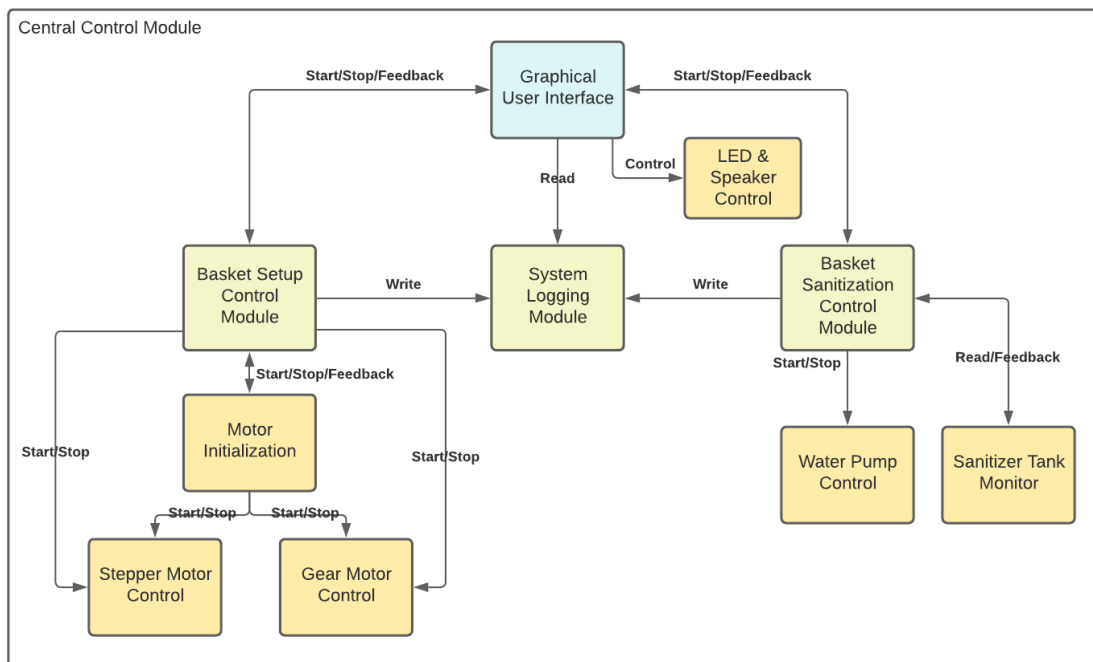 Central Control Module
Start/Stop/Feedback
Graphical
User Interface
Start/Stop/Feedback
Control
LED &
Speaker
Control
Read
Basket Setup
Control
Module
Write
System
Logging
Module
Write
Basket
Sanitization
Control
Module
Start/Stop/Feedback
Start/Stop
Read/Feedback
Motor
Initialization
Start/Stop
Start/Stop
Water Pump
Control
Sanitizer Tank
Monitor
Start/Stop
Start/Stop
Stepper Motor
Control
Gear Motor
Control